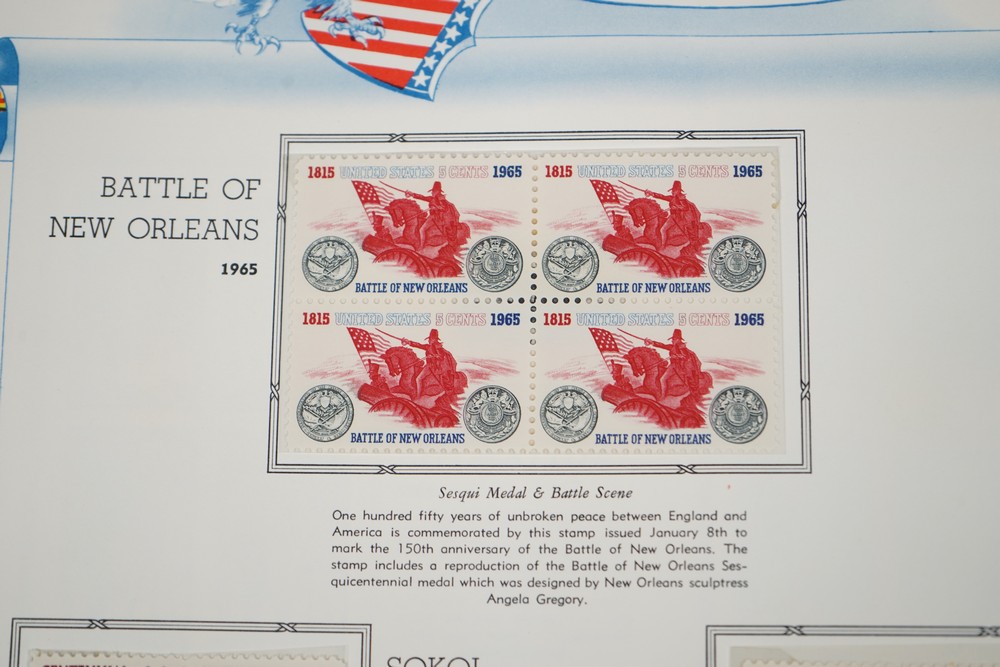 BATTLE OF
NEW ORLEANS
1965
1815 UNITED STATES 5 CENTS 1965
BATTLE OF NEW ORLEANS
1815 UNITED STATES 5 CENTS 1965
BATTLE OF NEW ORLEANS
1815 UNITED STATES 5 CENTS 1965
BATTLE OF NEW ORLEANS
1815 UNITED STATES 5 CENTS 1965
BATTLE OF NEW ORLEANS
Sesqui Medal & Battle Scene
One hundred fifty years of unbroken peace between England and
America is commemorated by this stamp issued January 8th to
mark the 150th anniversary of the Battle of New Orleans. The
stamp includes a reproduction of the Battle of New Orleans Ses-
quicentennial medal which was designed by New Orleans sculptress
Angela Gregory.
SOKOL